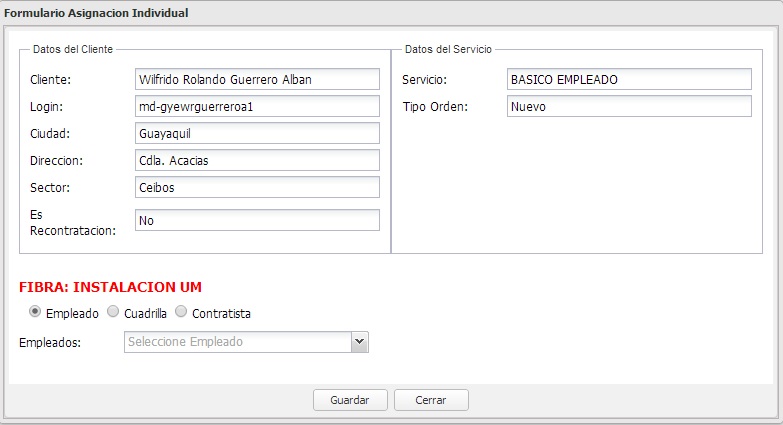 Formulario Asignacion Individual
Datos del Cliente
Cliente: Wilfrido Rolando Guerrero Alban
Login: md-gyewrguerreroa1
Ciudad: Guayaquil
Direccion: Cdla. Acacias
Sector: Ceibos
Es
Recontratacion: No
Datos del Servicio
Servicio: BASICO EMPLEADO
Tipo Orden: Nuevo
FIBRA: INSTALACION UM
Empleado Cuadrilla Contratista
Empleados: Seleccione Empleado
Guardar Cerrar